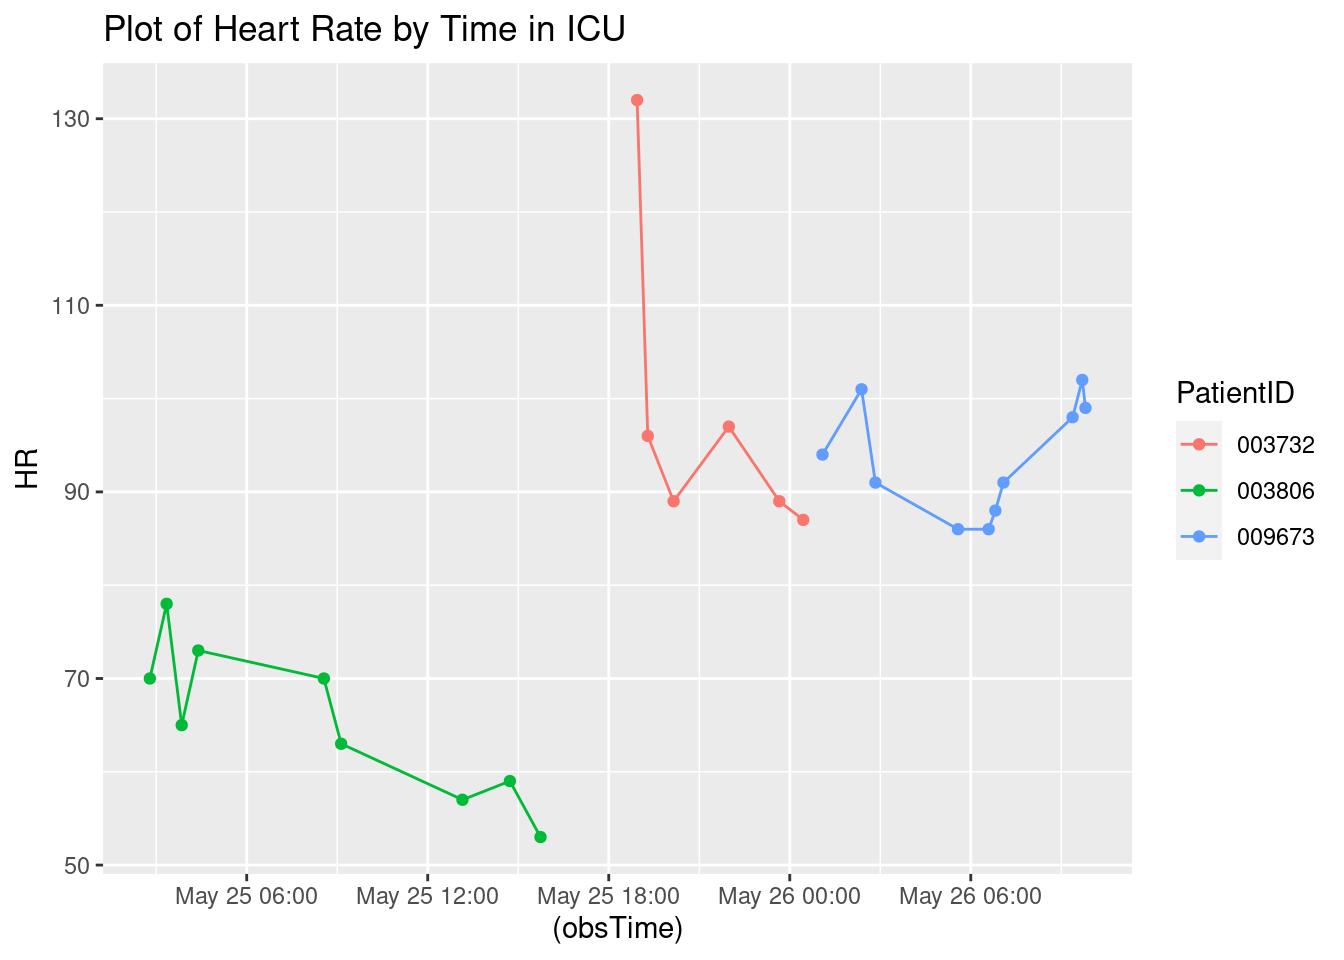 Plot of Heart Rate by Time in ICU
130
110
90
70
50
HR
May 25 06:00
May 25 12:00
May 25 18:00
May 26 00:00
May 26 06:00
(obsTime)
PatientID
003732
003806
009673